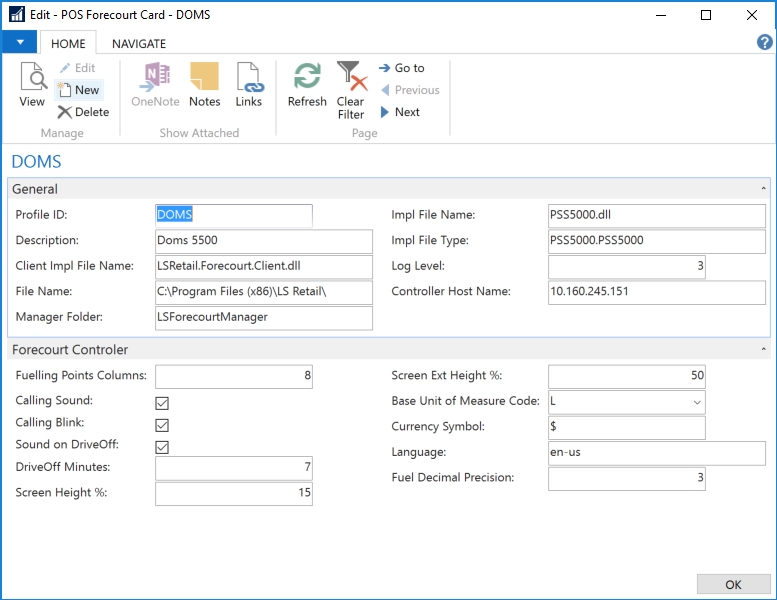 Edit - POS Forecourt Card - DOMS
HOME
NAVIGATE
?
View
Edit
New
Delete
Manage
OneNote
Notes
Links
Show Attached
Refresh
Clear
Filter
Go to
Previous
Next
Page
DOMS
General
Profile ID: DOMS
Description: Doms 5500
Client Impl File Name: LSRetail.Forecourt.Client.dll
File Name: C:\Program Files (x86)\LS Retail\
Manager Folder: LSForecourtManager
Impl File Name: PSS5000.dll
Impl File Type: PSS5000.PSS5000
Log Level: 3
Controller Host Name: 10.160.245.151
Forecourt Controler
Fuelling Points Columns: 8
Calling Sound:
Calling Blink:
Sound on DriveOff:
DriveOff Minutes: 7
Screen Height %: 15
Screen Ext Height %: 50
Base Unit of Measure Code: L
Currency Symbol: $
Language: en-us
Fuel Decimal Precision: 3
OK